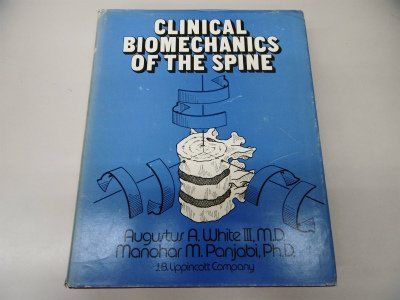 CLINICAL
BIOMECHANICS
OF THE SPINE
Augustus A. White III, M.D.
Manohar M. Panjabi, Ph.D.
J.B. Lippincott Company